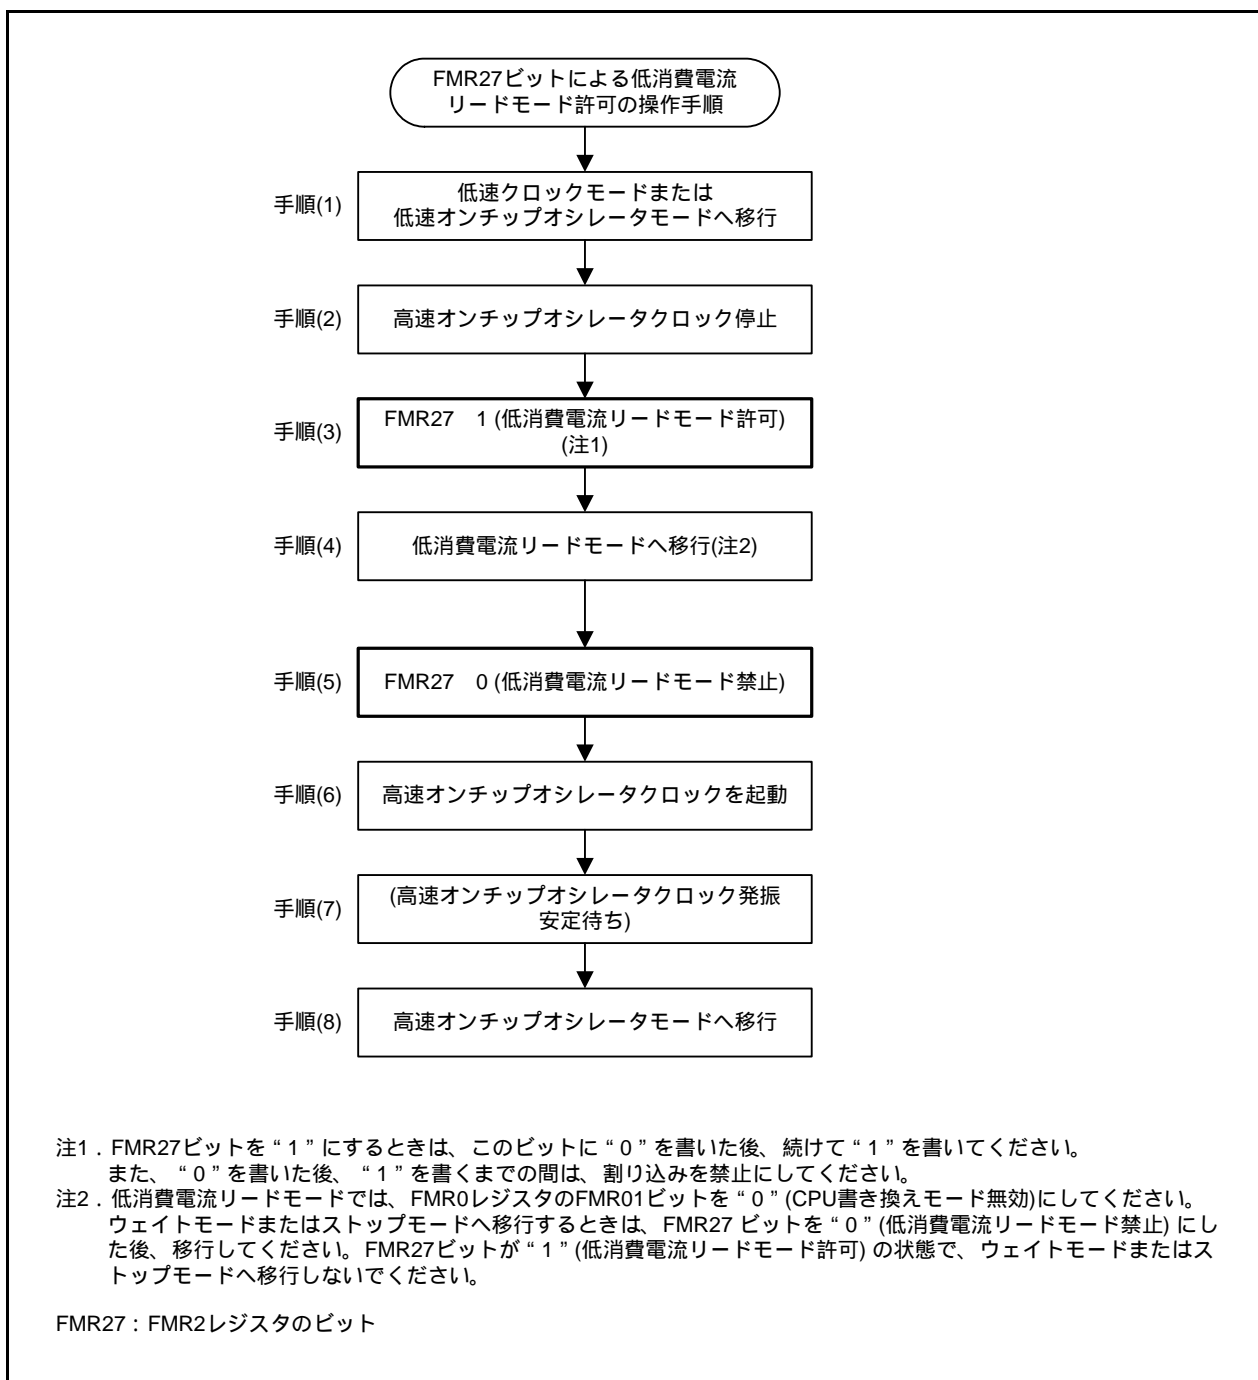 FMR27ビットによる低消費電流
リードモード許可の操作手順
手順(1)
低速クロックモードまたは
低速オンチップオシレータモードへ移行
手順(2)
高速オンチップオシレータクロック停止
手順(3)
FMR27　1 (低消費電流リードモード許可)
(注1)
手順(4)
低消費電流リードモードへ移行(注2)
手順(5)
FMR27　0 (低消費電流リードモード禁止)
手順(6)
高速オンチップオシレータクロックを起動
手順(7)
(高速オンチップオシレータクロック発振
安定待ち)
手順(8)
高速オンチップオシレータモードへ移行
注1．FMR27ビットを“1”にするときは、このビットに“0”を書いた後、続けて“1”を書いてください。
また、“0”を書いた後、“1”を書くまでの間は、割り込みを禁止にしてください。
注2．低消費電流リードモードでは、FMR0レジスタのFMR01ビットを“0”(CPU書き換えモード無効)にしてください。
ウェイトモードまたはストップモードへ移行するときは、FMR27 ビットを“0”(低消費電流リードモード禁止) にし
た後、移行してください。FMR27ビットが“1”(低消費電流リードモード許可) の状態で、ウェイトモードまたはス
トップモードへ移行しないでください。
FMR27：FMR2レジスタのビット